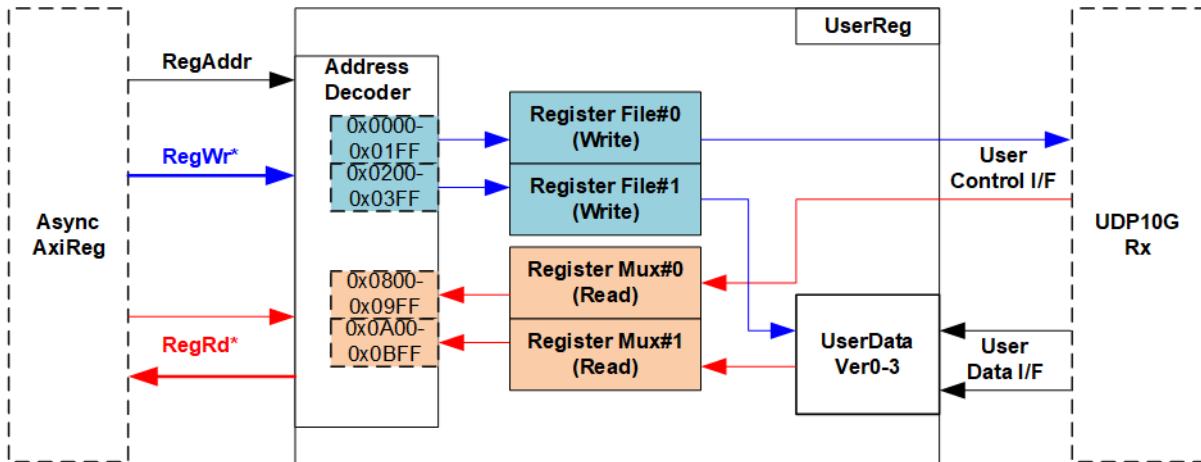 UserReg
RegAddr
Address
Decoder
0x0000-
0x01FF
Register File#0
(Write)
RegWr*
0x0200-
0x03FF
Register File#1
(Write)
User
Control I/F
Async
AxiReg
UDP10G
Rx
0x0800-
0x09FF
Register Mux#0
(Read)
RegRd*
0x0A00-
0x0BFF
Register Mux#1
(Read)
UserData
Ver0-3
User
Data I/F